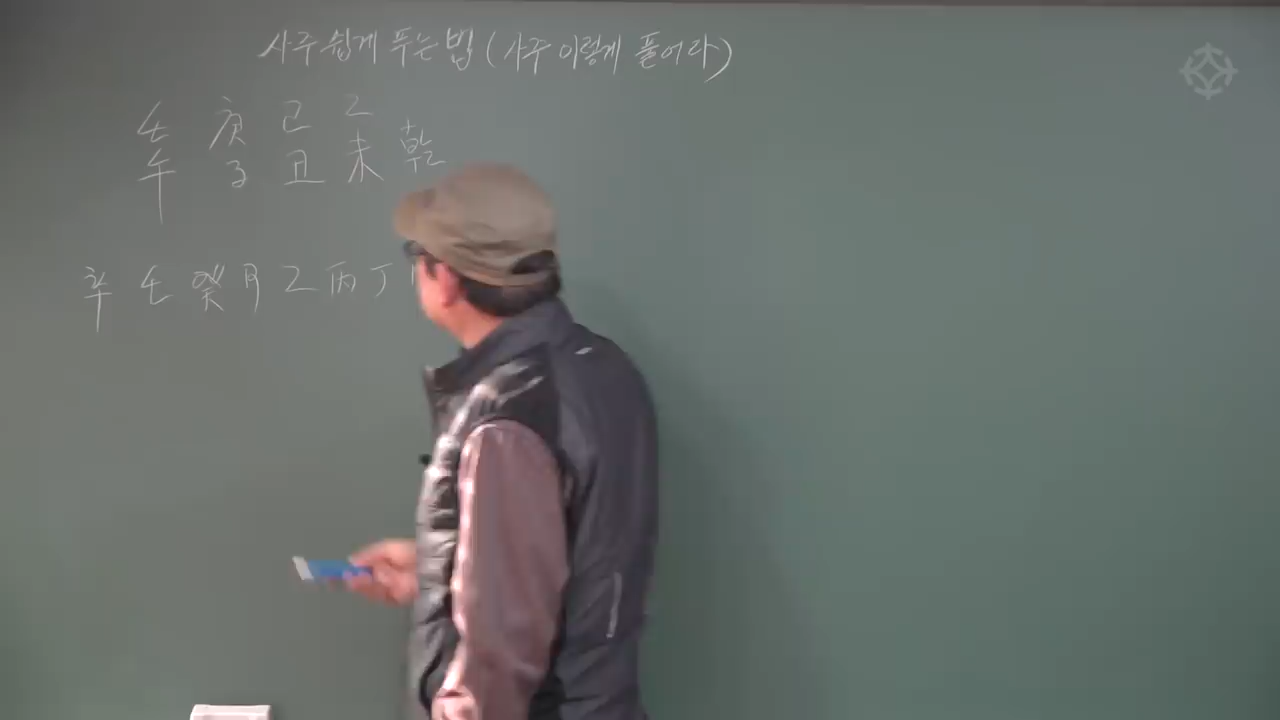 사주 쉽게 푸는 법 (사주 이렇게 풀어라)
壬 庚 己 乙
午 子 丑 未 乾
辛 壬 癸 甲 乙 丙 丁